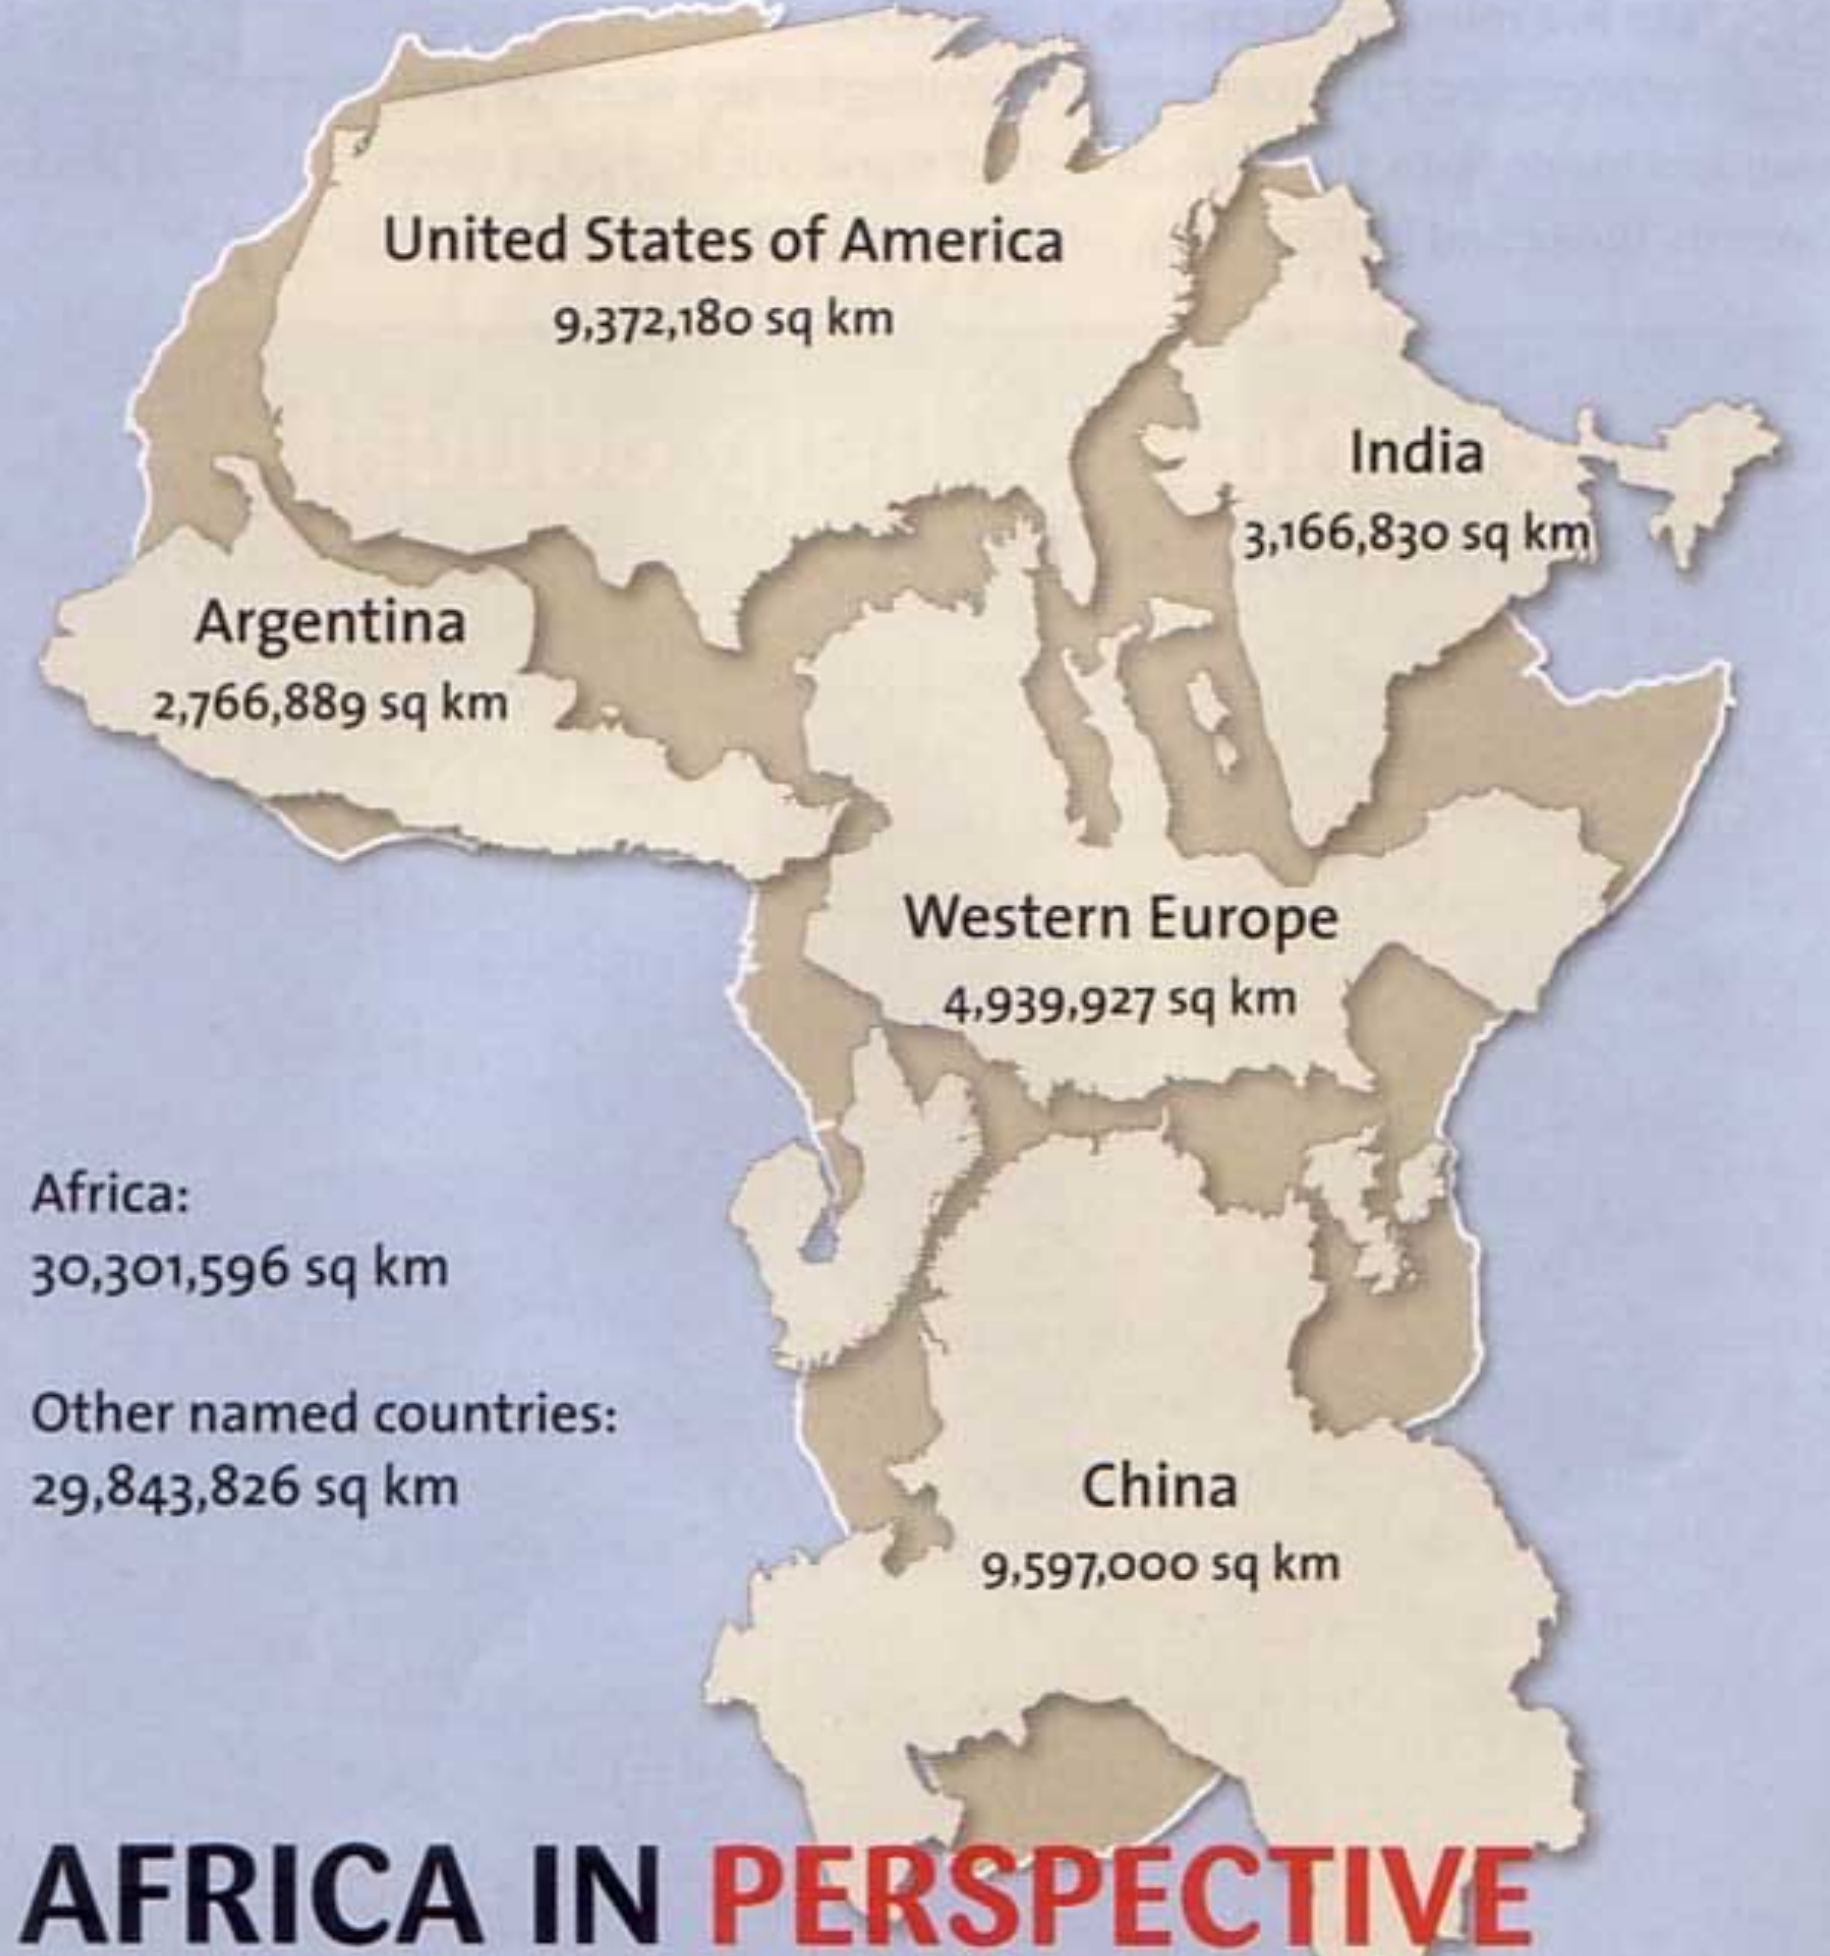 United States of America
9,372,180 sq km
India
3,166,830 sq km
Argentina
2,766,889 sq km
Western Europe
4,939,927 sq km
Africa:
30,301,596 sq km
Other named countries:
29,843,826 sq km
China
9,597,000 sq km
AFRICA IN PERSPECTIVE